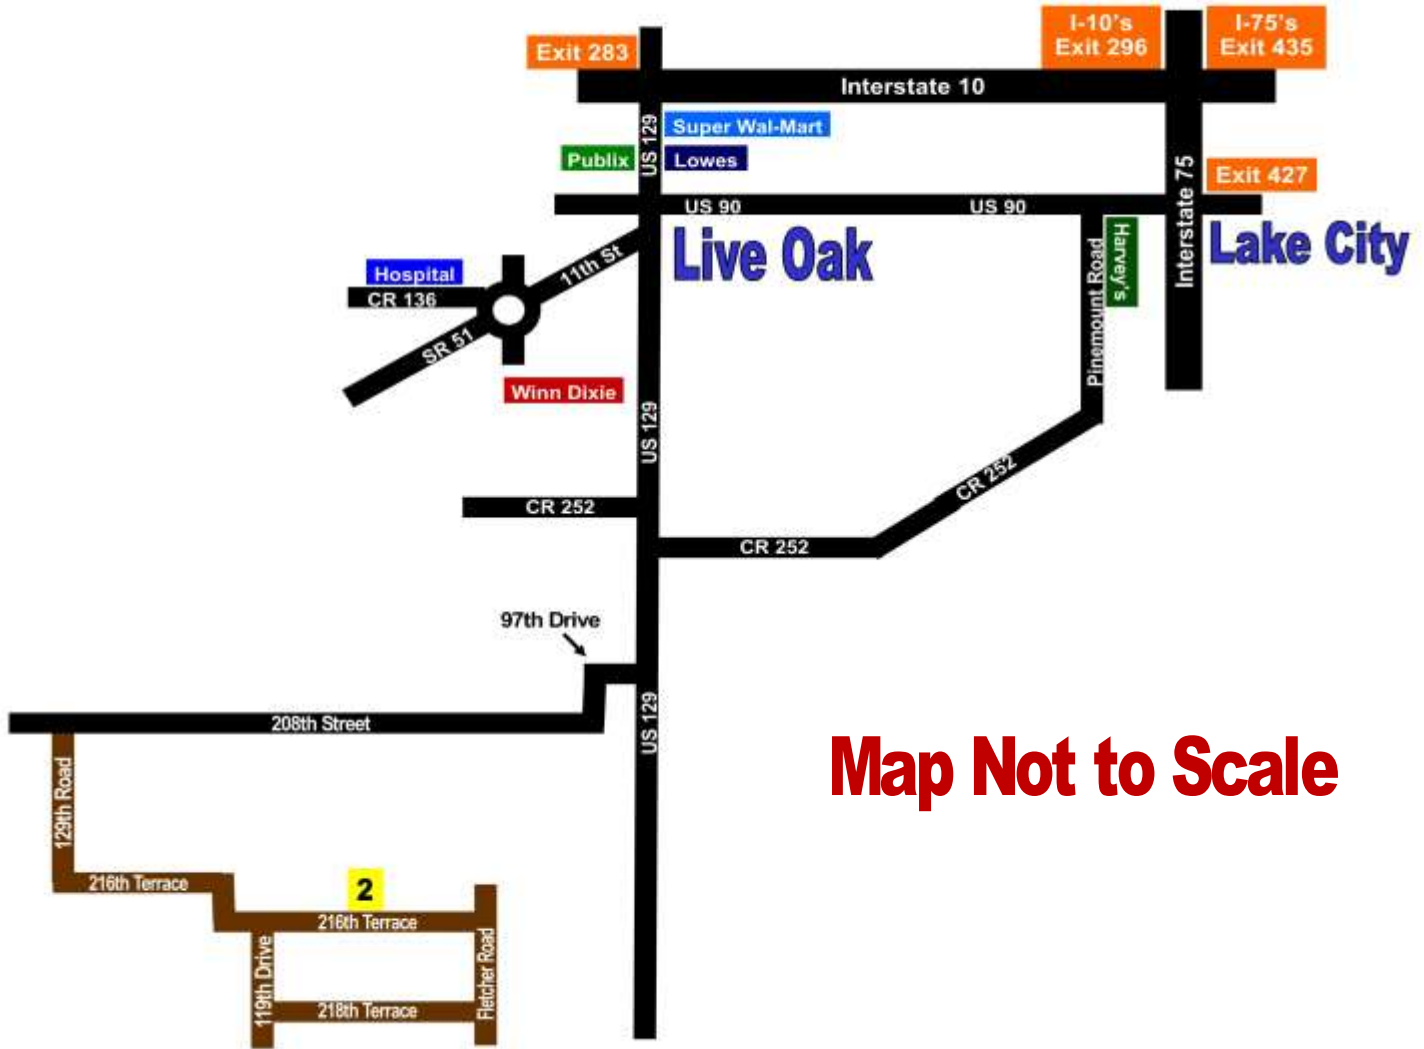 I-10's
Exit 296
I-75's
Exit 435
Exit 283
Interstate 10
US 129
Super Wal-Mart
Publix
Lowes
Interstate 75
Exit 427
US 90
US 90
Live Oak
Lake City
11th St
Hospital
CR 136
SR 51
Pinemount Road
Harvey's
Winn Dixie
US 129
CR 252
CR 252
CR 252
97th Drive
208th Street
US 129
Map Not to Scale
129th Road
216th Terrace
2
216th Terrace
119th Drive
Fletcher Road
218th Terrace